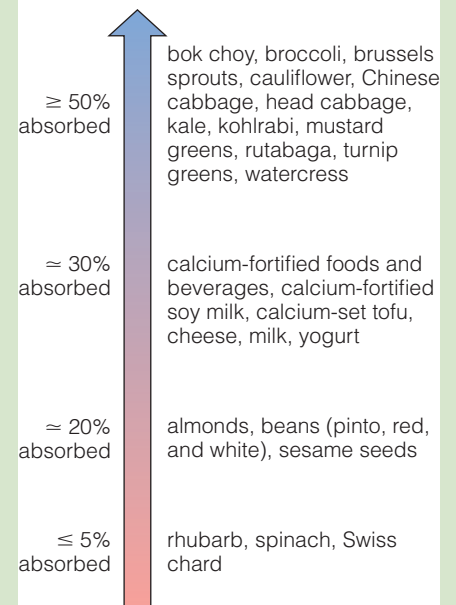 ≥ 50%
absorbed
bok choy, broccoli, brussels
sprouts, cauliflower, Chinese
cabbage, head cabbage,
kale, kohlrabi, mustard
greens, rutabaga, turnip
greens, watercress
≃ 30%
absorbed
calcium-fortified foods and
beverages, calcium-fortified
soy milk, calcium-set tofu,
cheese, milk, yogurt
≃ 20%
absorbed
almonds, beans (pinto, red,
and white), sesame seeds
≤ 5%
absorbed
rhubarb, spinach, Swiss
chard